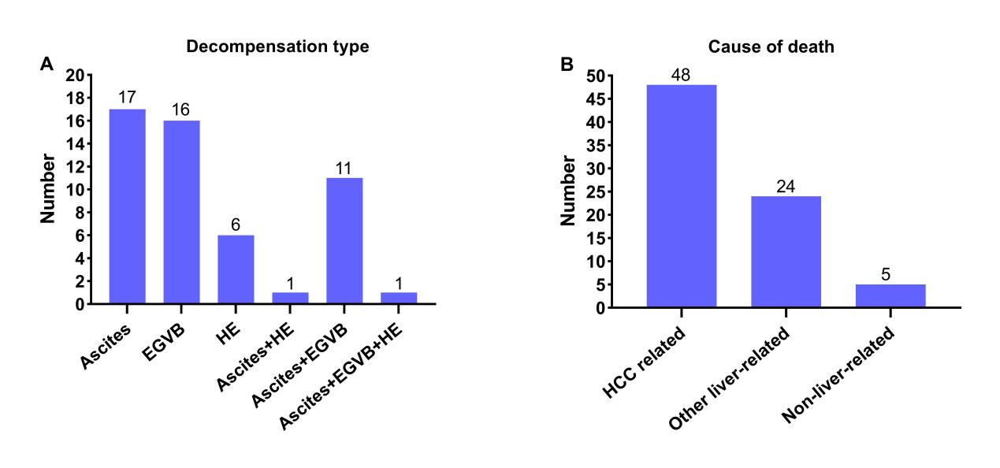 Decompensation type
A
20
18
16
14
12
10
8
6
4
2
0
Number
17
16
6
1
11
1
Ascites
EGVB
HE
Ascites+HE
Ascites+EGVB
Ascites+EGVB+HE
Cause of death
B
50
45
40
35
30
25
20
15
10
5
0
Number
48
24
5
HCC related
Other liver-related
Non-liver-related